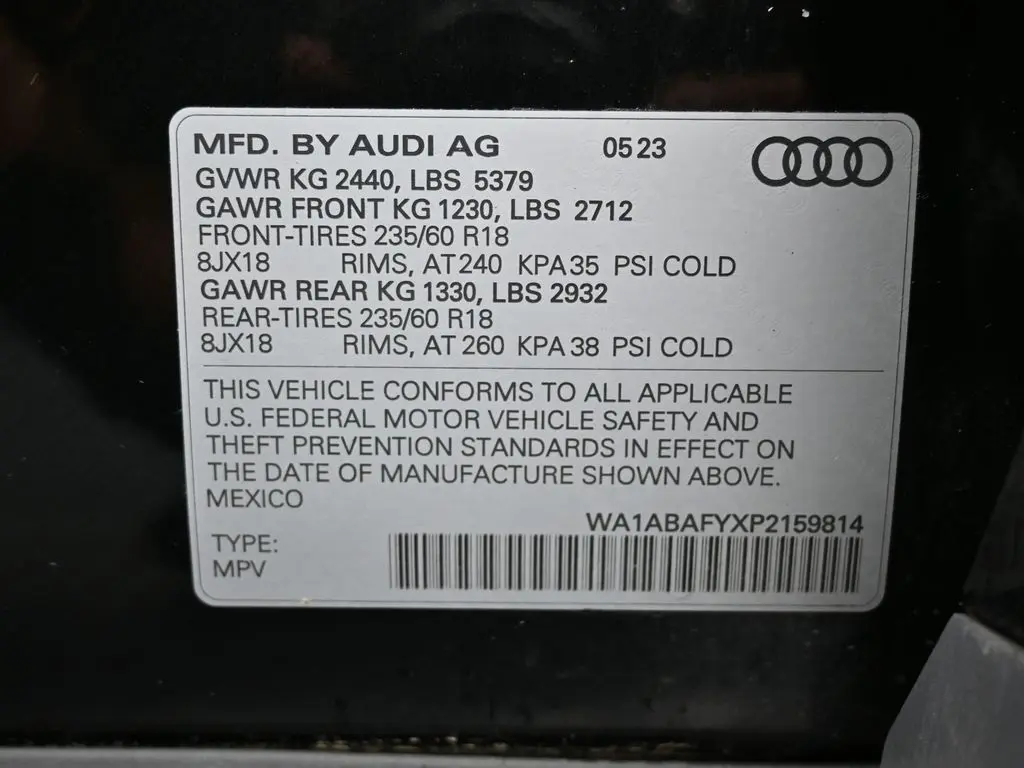 MFD. BY AUDI AG 0523
GVWR KG 2440, LBS 5379
GAWR FRONT KG 1230, LBS 2712
FRONT-TIRES 235/60 R18
8JX18 RIMS, AT 240 KPA 35 PSI COLD
GAWR REAR KG 1330, LBS 2932
REAR-TIRES 235/60 R18
8JX18 RIMS, AT 260 KPA 38 PSI COLD
THIS VEHICLE CONFORMS TO ALL APPLICABLE
U.S. FEDERAL MOTOR VEHICLE SAFETY AND
THEFT PREVENTION STANDARDS IN EFFECT ON
THE DATE OF MANUFACTURE SHOWN ABOVE.
MEXICO
WA1ABAFYXP2159814
TYPE:
MPV